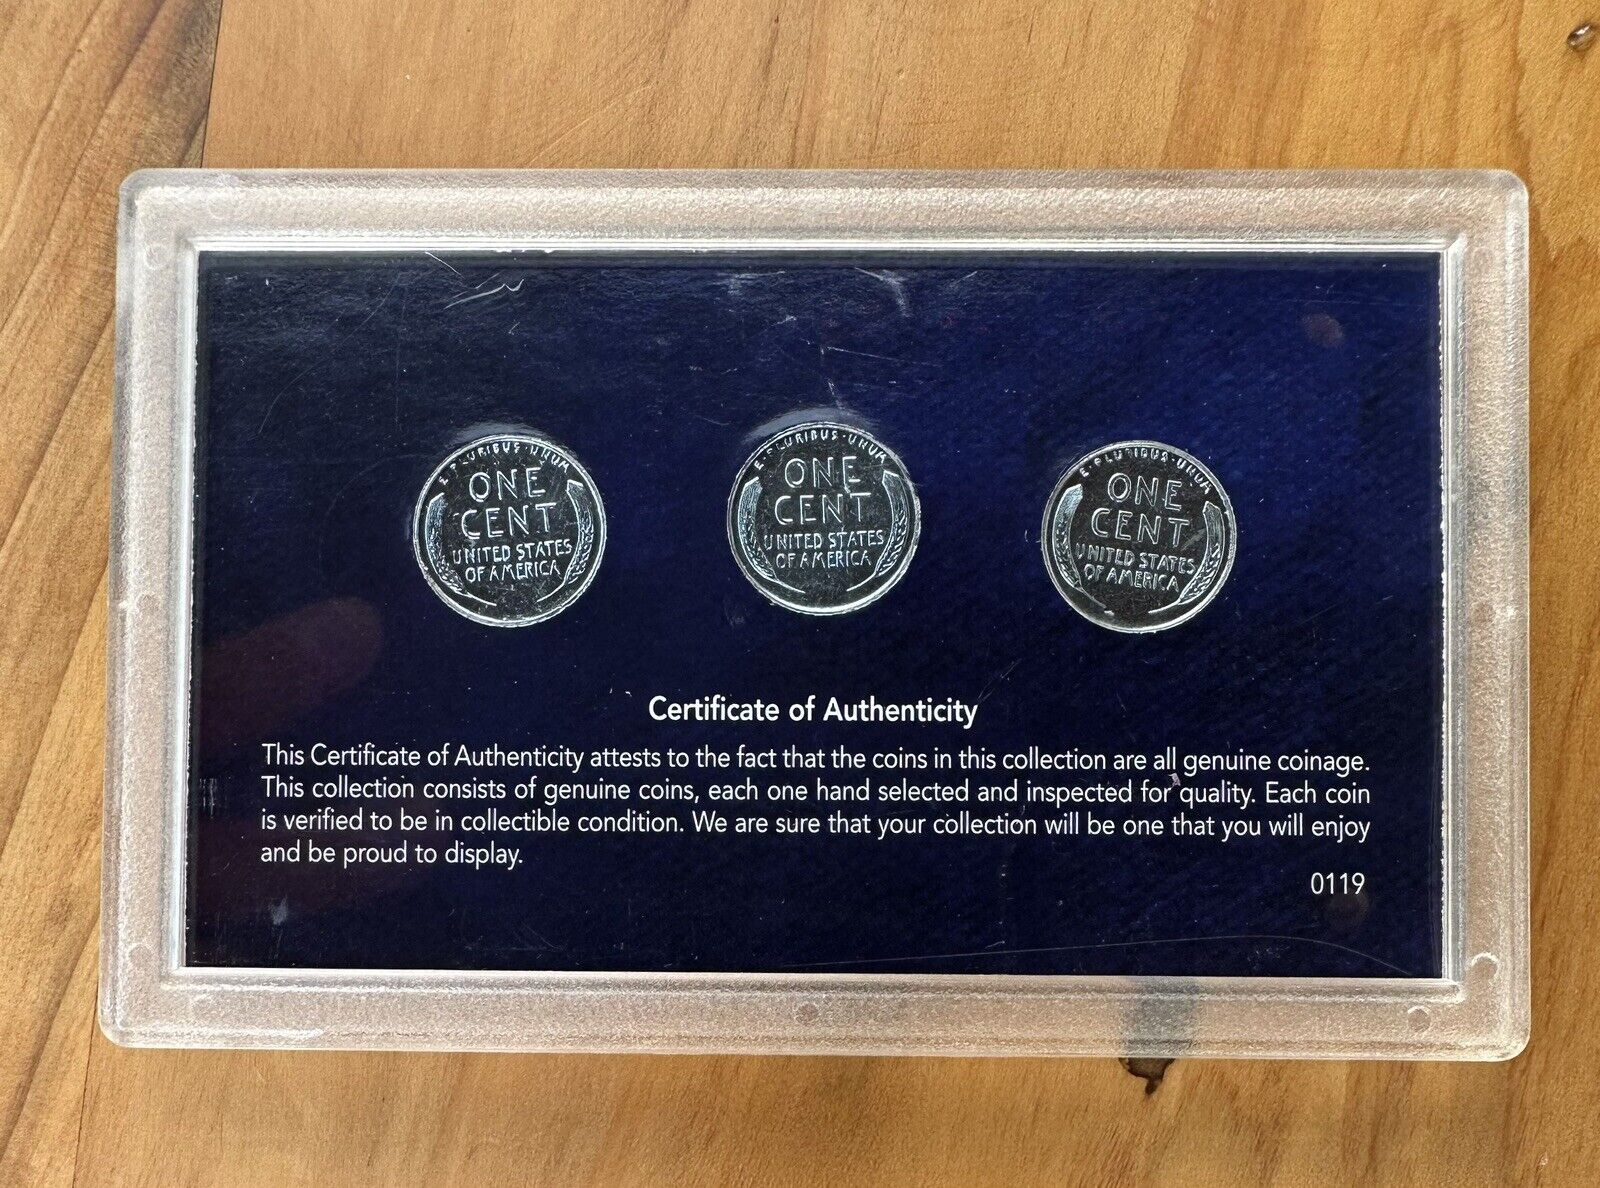 E·PLURIBUS·UNUM
ONE
CENT
UNITED STATES
OF AMERICA
E·PLURIBUS·UNUM
ONE
CENT
UNITED STATES
OF AMERICA
E·PLURIBUS·UNUM
ONE
CENT
UNITED STATES
OF AMERICA
Certificate of Authenticity
This Certificate of Authenticity attests to the fact that the coins in this collection are all genuine coinage.
This collection consists of genuine coins, each one hand selected and inspected for quality. Each coin
is verified to be in collectible condition. We are sure that your collection will be one that you will enjoy
and be proud to display.
0119